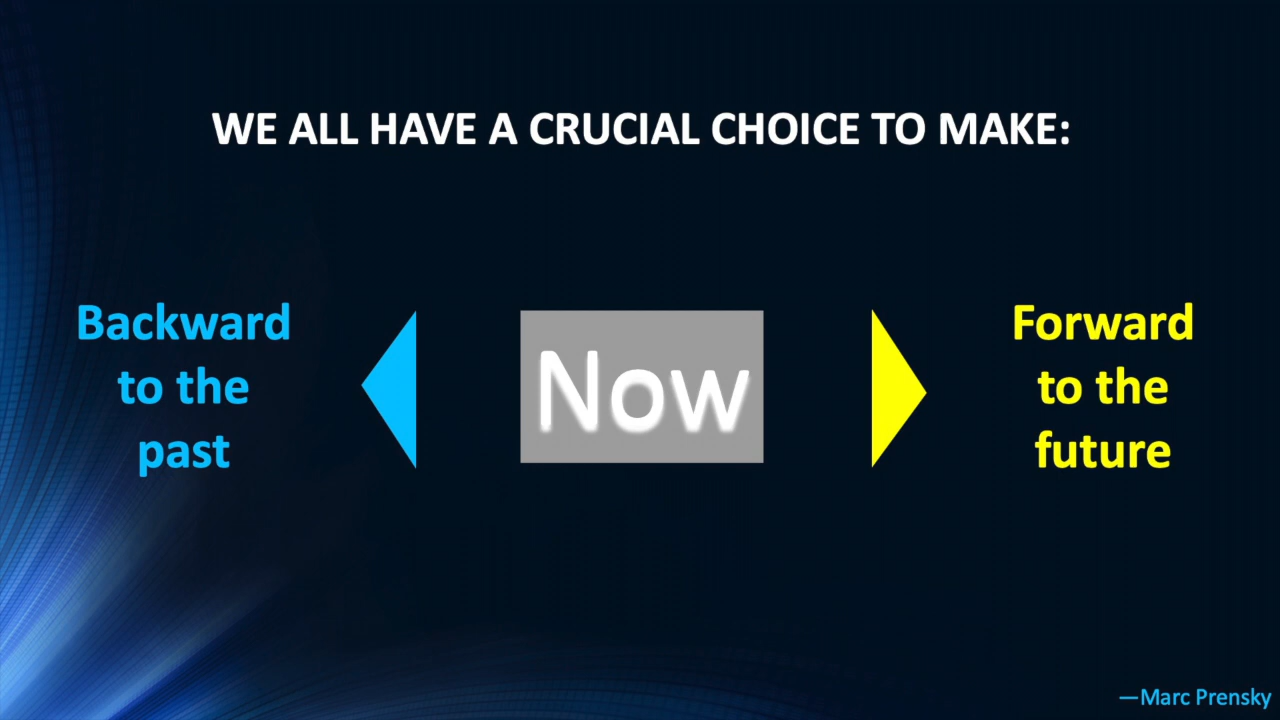 WE ALL HAVE A CRUCIAL CHOICE TO MAKE:
Backward
to the
past
Now
Forward
to the
future
—Marc Prensky